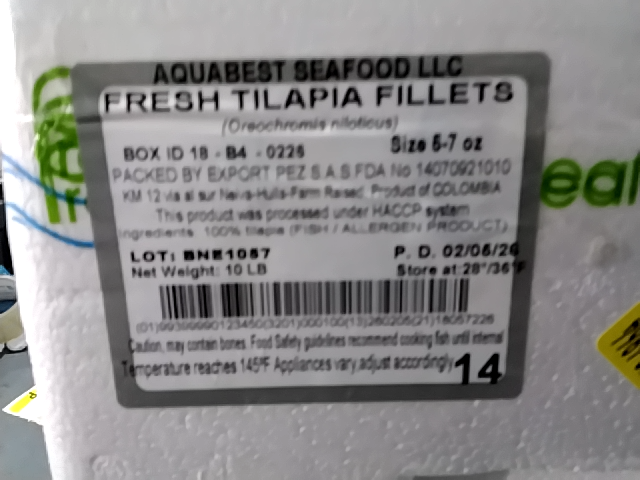 AQUABEST SEAFOOD LLC
FRESH TILAPIA FILLETS
(Oreochromis niloticus)
BOX ID 18 - B4 - 0226 Size 5-7 oz
PACKED BY EXPORT PEZ S.A.S.FDA No 14070921010
KM 12 via al sur Neiva-Huila-Farm Raised, Product of COLOMBIA
This product was processed under HACCP system
Ingredients: 100% tilapia (FISH / ALLERGEN PRODUCT)
LOT: BNE1057 P. D. 02/05/26
Net Weight: 10 LB Store at:28°/36°F
Caution, may contain bones. Food Safety guidelines recommend cooking fish until internal
Temperature reaches 145°F Appliances vary,adjust accordingly
14
eal